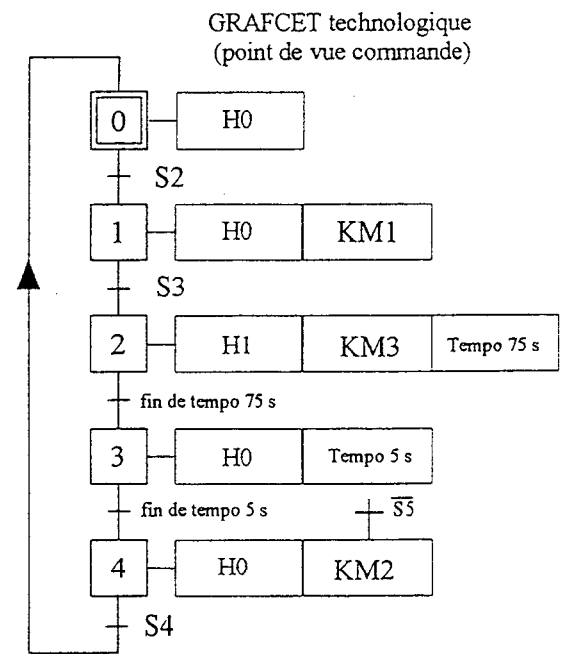 GRAFCET technologique
(point de vue commande)
0 H0
S2
1 H0 KM1
S3
2 H1 KM3 Tempo 75 s
fin de tempo 75 s
3 H0 Tempo 5 s
fin de tempo 5 s S̅5̅
4 H0 KM2
S4